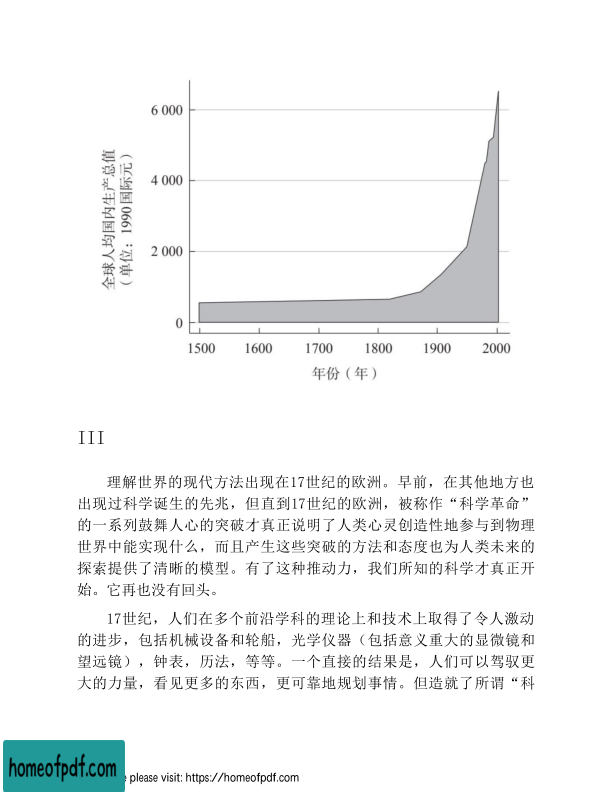 全球人均国内生产总值
(单位：1990国际元)
6 000
4 000
2 000
0
1500 1600 1700 1800 1900 2000
年份（年）
III
理解世界的现代方法出现在17世纪的欧洲。早前，在其他地方也
出现过科学诞生的先兆，但直到17世纪的欧洲，被称作“科学革命”
的一系列鼓舞人心的突破才真正说明了人类心灵创造性地参与到物理
世界中能实现什么，而且产生这些突破的方法和态度也为人类未来的
探索提供了清晰的模型。有了这种推动力，我们所知的科学才真正开
始。它再也没有回头。
17世纪，人们在多个前沿学科的理论上和技术上取得了令人激动
的进步，包括机械设备和轮船，光学仪器（包括意义重大的显微镜和
望远镜），钟表，历法，等等。一个直接的结果是，人们可以驾驭更
大的力量，看见更多的东西，更可靠地规划事情。但造就了所谓“科
homeofpdf.com
please visit: https://homeofpdf.com